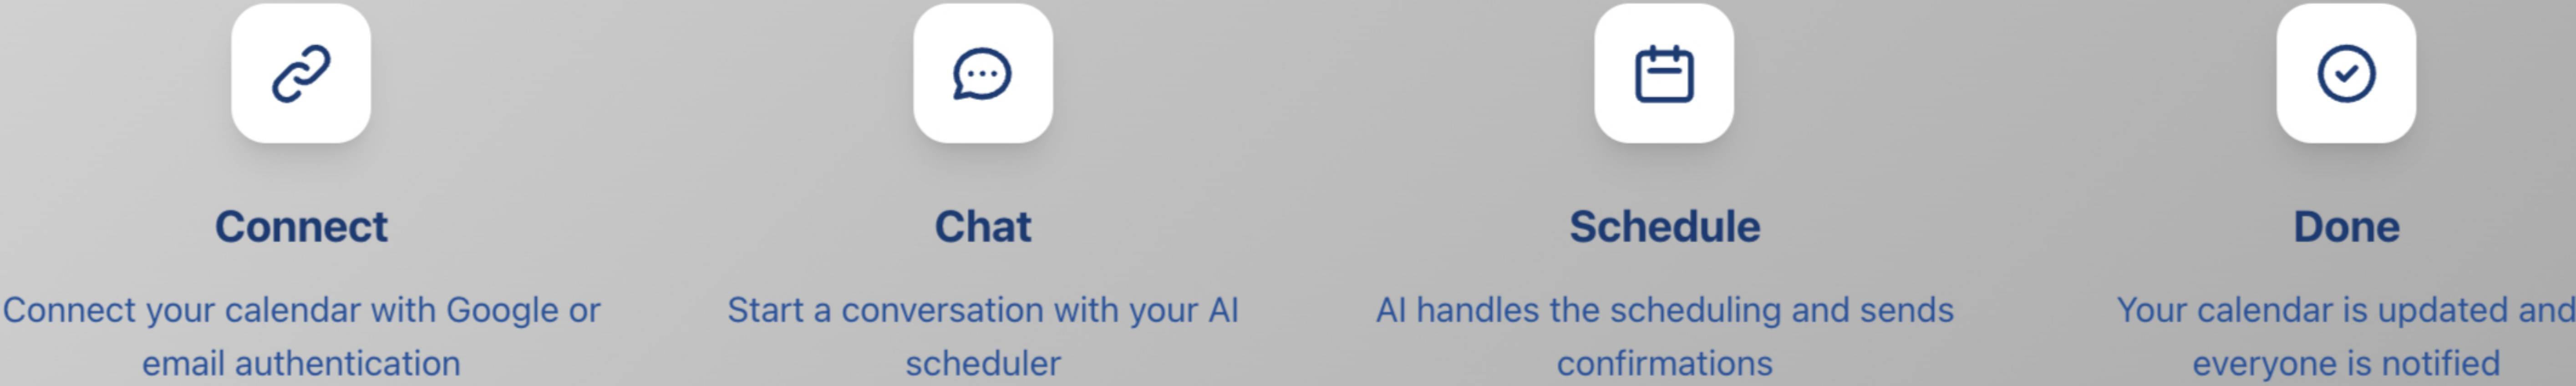 Connect
Connect your calendar with Google or
email authentication
Chat
Start a conversation with your AI
scheduler
Schedule
AI handles the scheduling and sends
confirmations
Done
Your calendar is updated and
everyone is notified